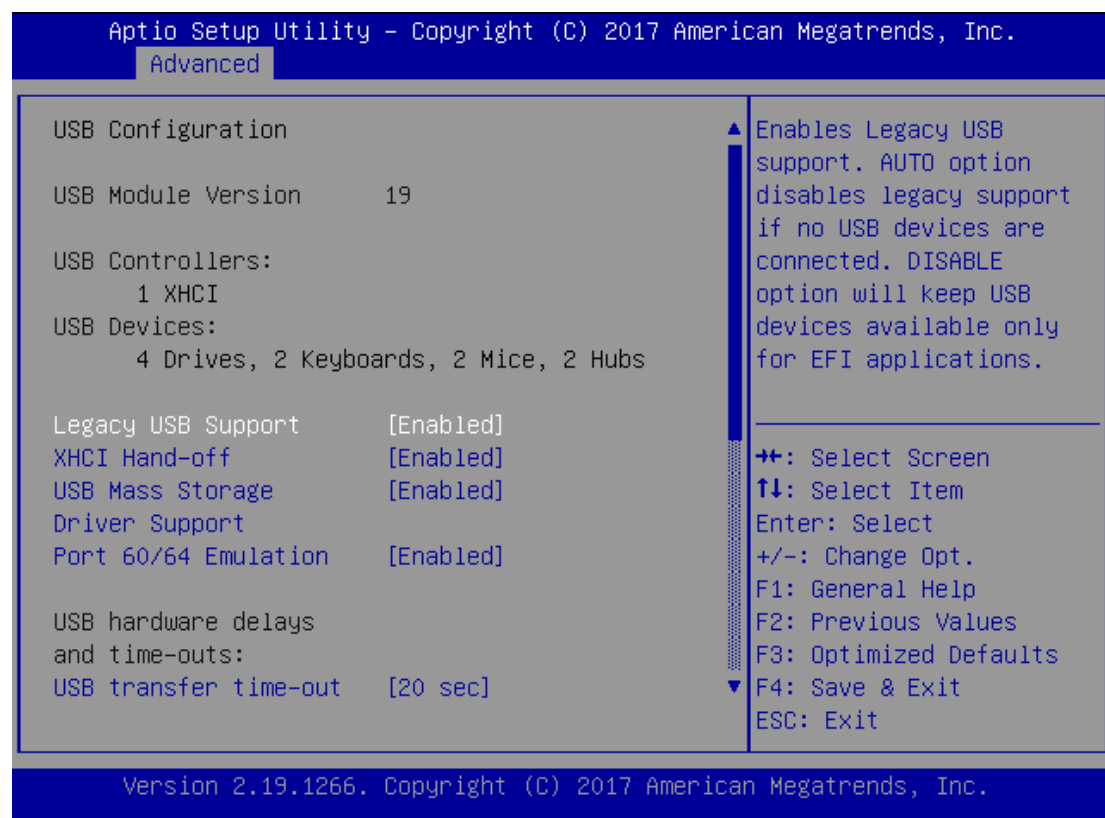 Aptio Setup Utility – Copyright (C) 2017 American Megatrends, Inc.
Advanced
USB Configuration
USB Module Version 19
USB Controllers:
1 XHCI
USB Devices:
4 Drives, 2 Keyboards, 2 Mice, 2 Hubs
Legacy USB Support [Enabled]
XHCI Hand-off [Enabled]
USB Mass Storage [Enabled]
Driver Support
Port 60/64 Emulation [Enabled]
USB hardware delays
and time-outs:
USB transfer time-out [20 sec]
Enables Legacy USB
support. AUTO option
disables legacy support
if no USB devices are
connected. DISABLE
option will keep USB
devices available only
for EFI applications.
→←: Select Screen
↑↓: Select Item
Enter: Select
+/-: Change Opt.
F1: General Help
F2: Previous Values
F3: Optimized Defaults
F4: Save & Exit
ESC: Exit
Version 2.19.1266. Copyright (C) 2017 American Megatrends, Inc.